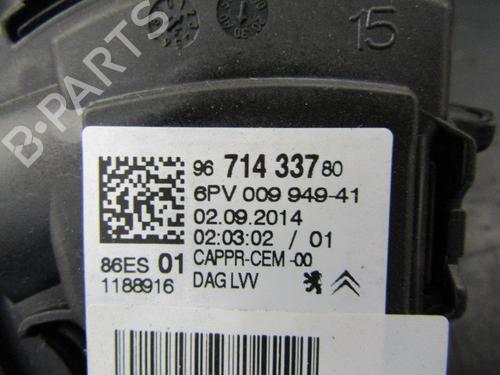 15
96 714 337 80
6PV 009 949-41
02.09.2014
02:03:02 / 01
86ES 01 CAPPR-CEM -00
1188916 DAG LVV
B-PARTS